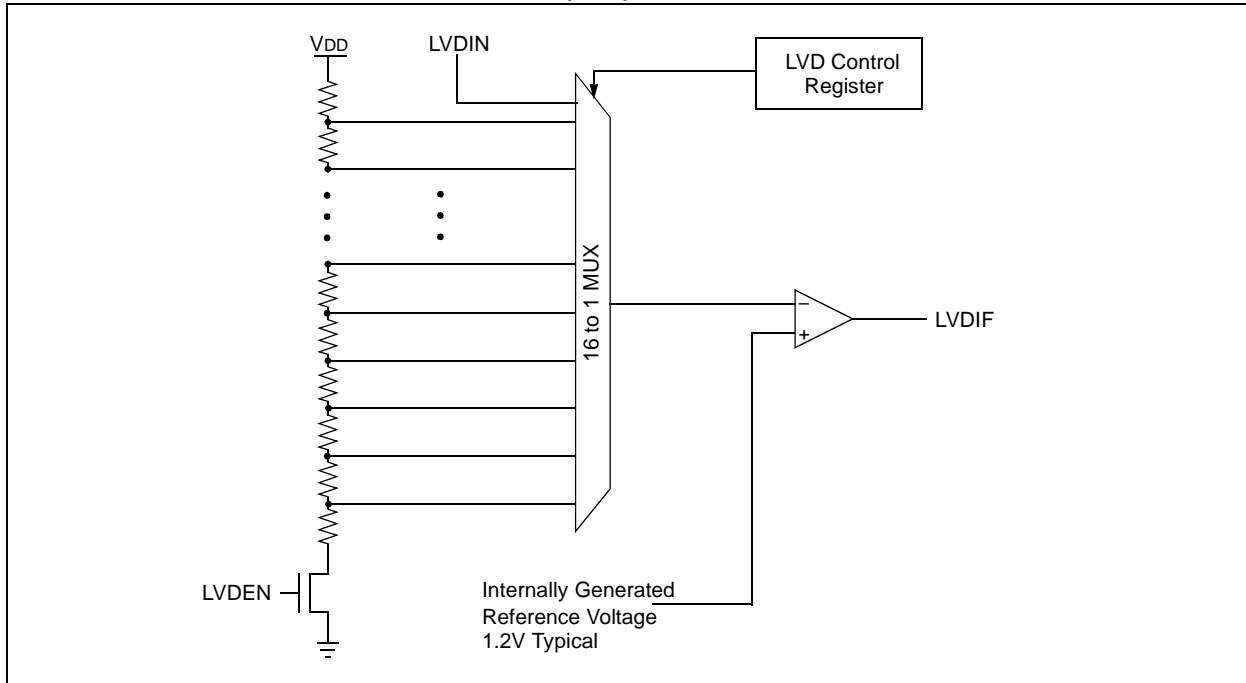 VDD
LVDIN
LVD Control
Register
16 to 1 MUX
−
+
LVDIF
LVDEN
Internally Generated
Reference Voltage
1.2V Typical